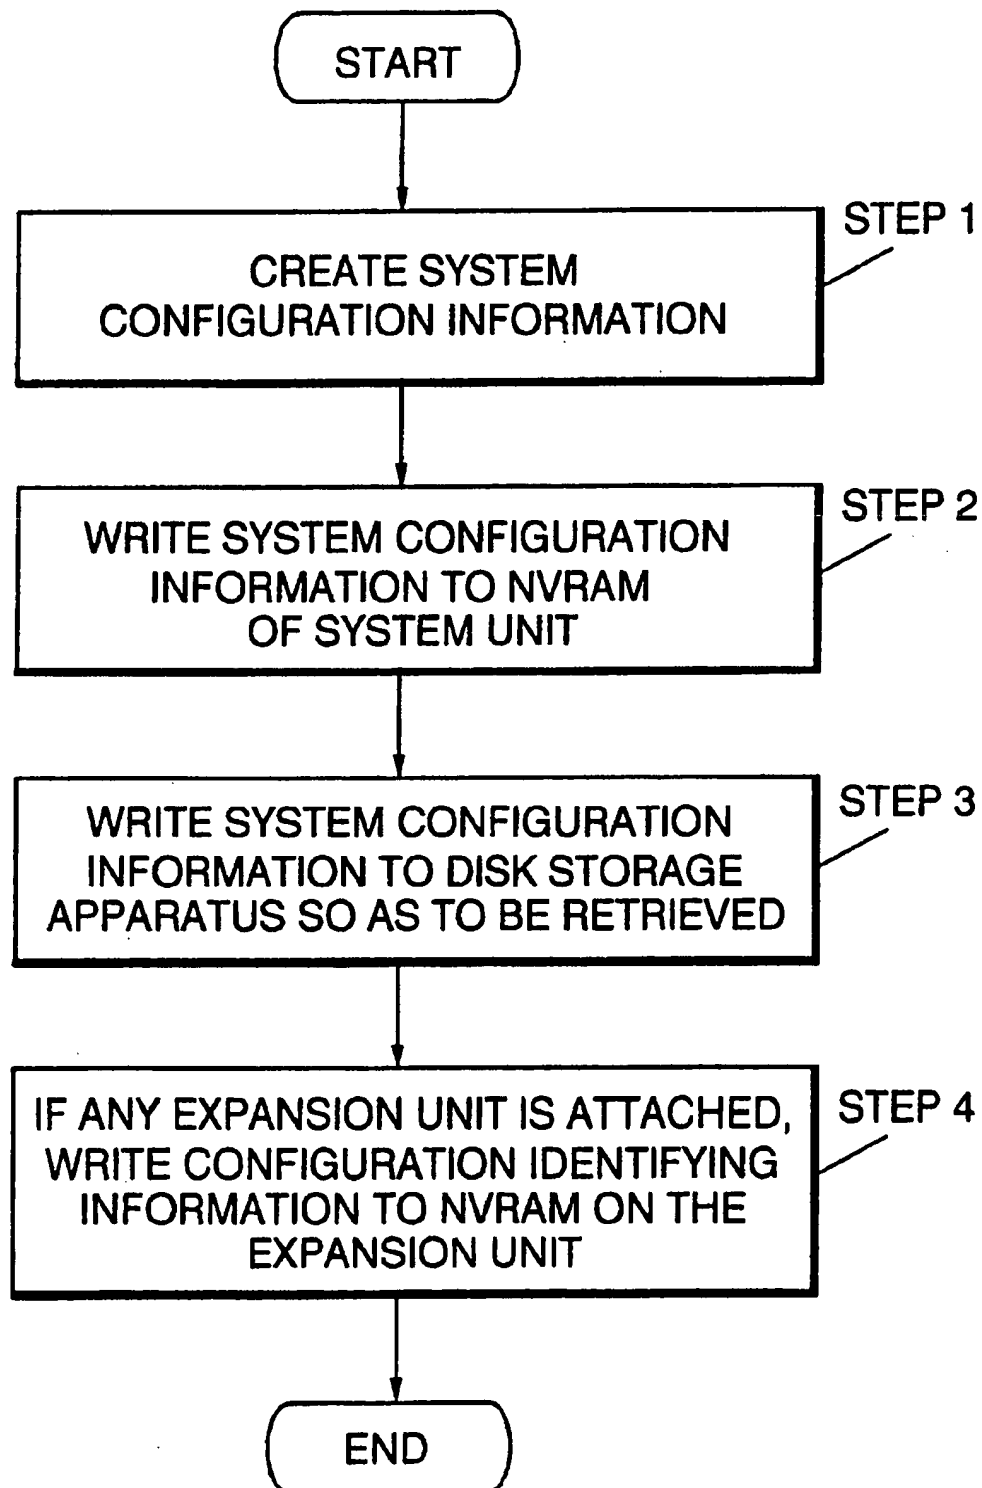 START
STEP 1
CREATE SYSTEM
CONFIGURATION INFORMATION
STEP 2
WRITE SYSTEM CONFIGURATION
INFORMATION TO NVRAM
OF SYSTEM UNIT
STEP 3
WRITE SYSTEM CONFIGURATION
INFORMATION TO DISK STORAGE
APPARATUS SO AS TO BE RETRIEVED
STEP 4
IF ANY EXPANSION UNIT IS ATTACHED,
WRITE CONFIGURATION IDENTIFYING
INFORMATION TO NVRAM ON THE
EXPANSION UNIT
END